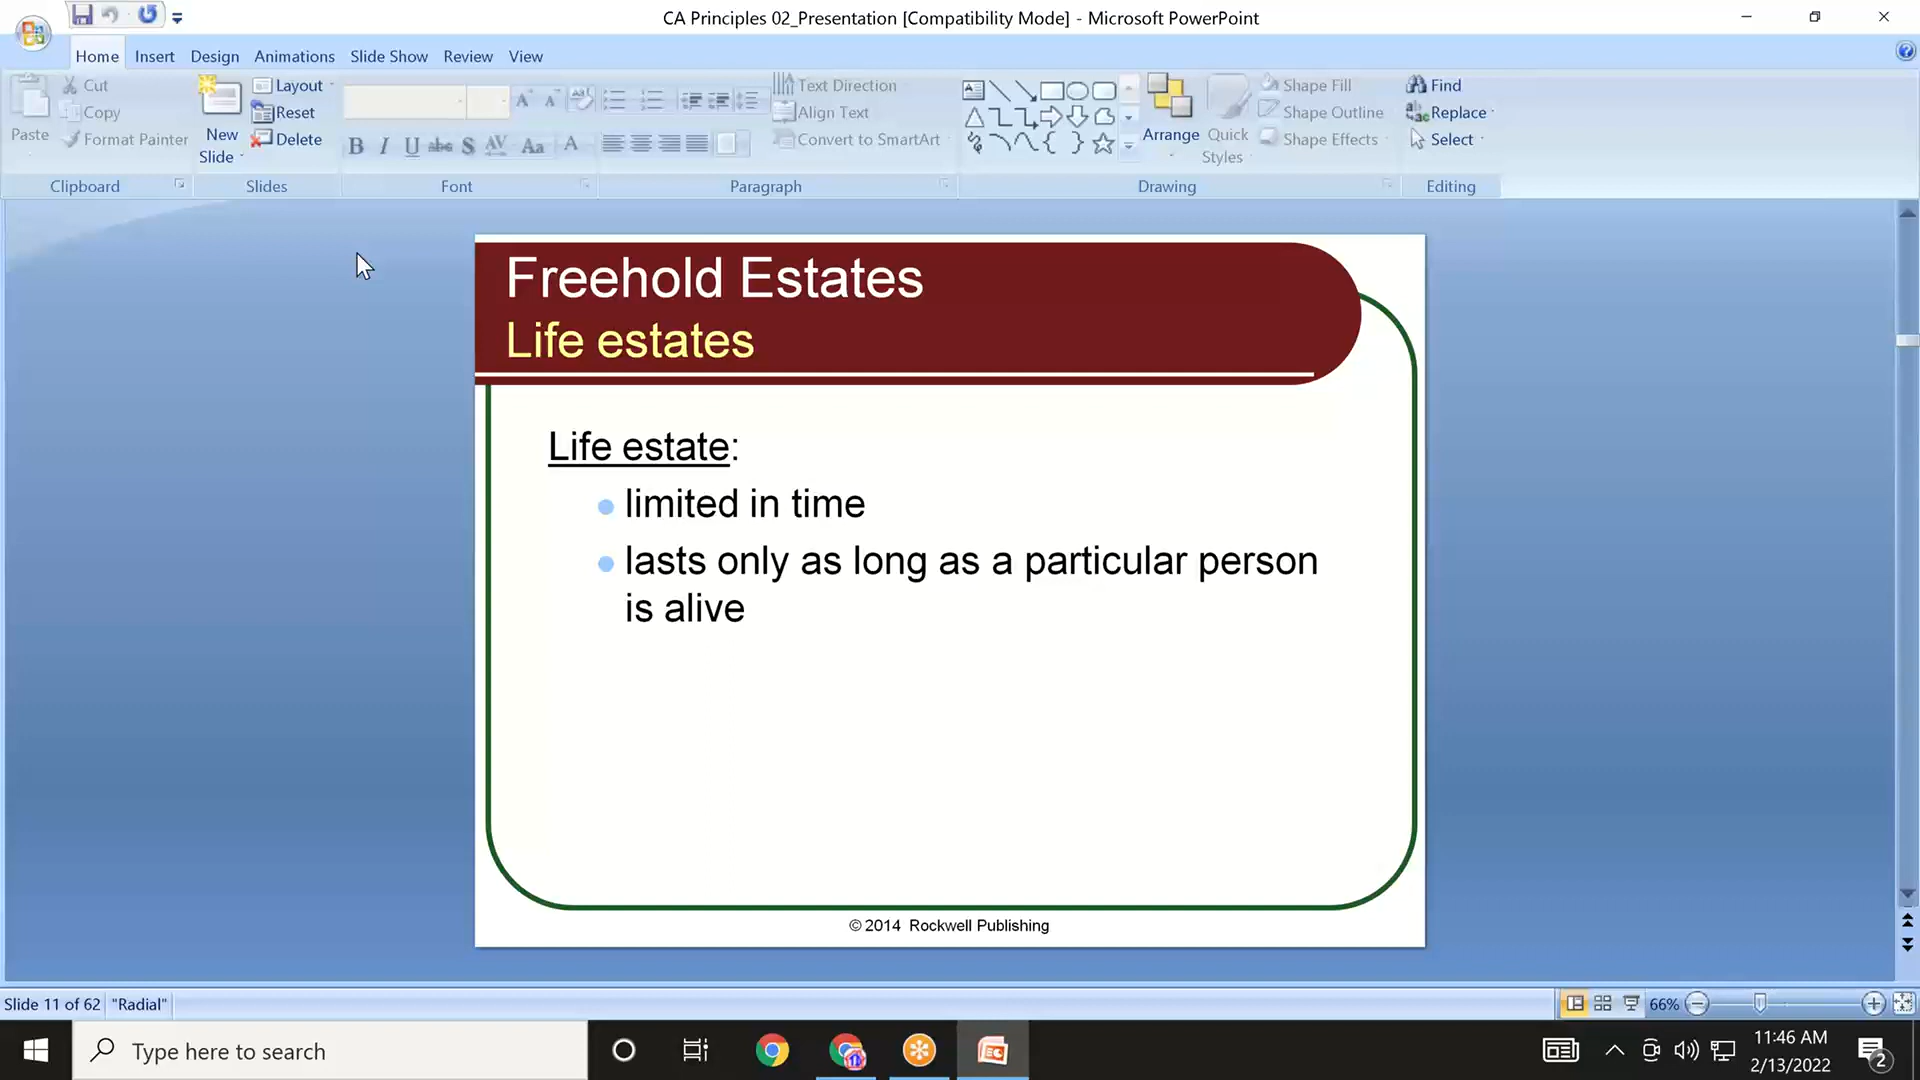 CA Principles 02_Presentation [Compatibility Mode] - Microsoft PowerPoint
Home Insert Design Animations Slide Show Review View
Paste
Cut
Copy
Format Painter
Clipboard
New
Slide
Layout
Reset
Delete
Slides
B I U abc S AV Aa A
Font
Text Direction
Align Text
Convert to SmartArt
Paragraph
Arrange
Quick
Styles
Shape Fill
Shape Outline
Shape Effects
Drawing
Find
Replace
Select
Editing
Freehold Estates
Life estates
Life estate:
limited in time
lasts only as long as a particular person
is alive
© 2014 Rockwell Publishing
Slide 11 of 62 "Radial"
66%
Type here to search
11:46 AM
2/13/2022
2